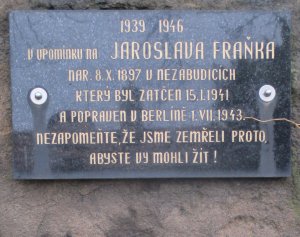 1939 1946
V UPOMÍNKU NA JAROSLAVA FRAŇKA
NAR. 8.X.1897 V NEZABUDICÍCH
KTERÝ BYL ZATČEN 15.1.1941
A POPRAVEN V BERLÍNĚ 1.VII.1943.
NEZAPOMEŇTE, ŽE JSME ZEMŘELI PROTO,
ABYSTE VY MOHLI ŽÍT!